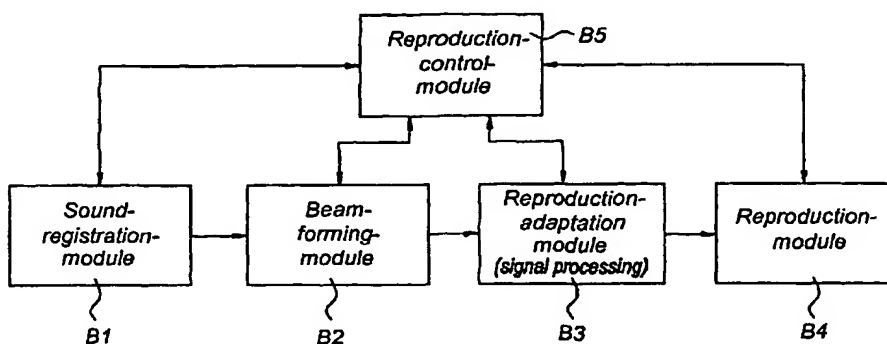 Reproduction-
control-
module
B5
Sound-
registration-
module
Beam-
forming-
module
Reproduction-
adaptation
module
(signal processing)
Reproduction-
module
B1
B2
B3
B4